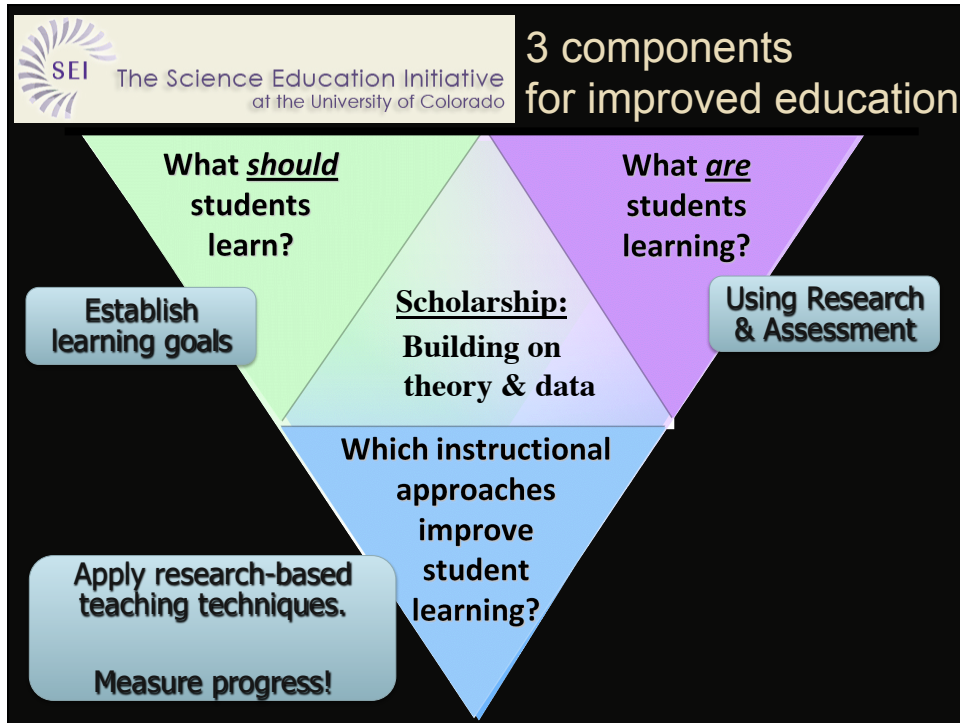 SEI
The Science Education Initiative
at the University of Colorado
3 components
for improved education
What should
students
learn?
What are
students
learning?
Establish
learning goals
Scholarship:
Building on
theory & data
Using Research
& Assessment
Which instructional
approaches
improve
student
learning?
Apply research-based
teaching techniques.
Measure progress!